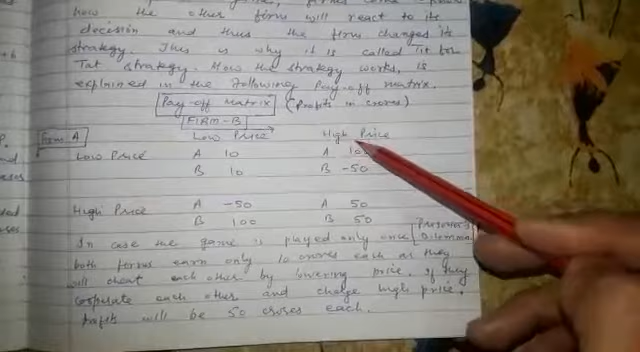 how the other firm will react to its
decision and thus the firm changed its
strategy. This is why it is called Tit for
Tat strategy. How the strategy works, is
explained in the following Pay-off matrix.
Pay-off matrix (Profits in crores)
FIRM-B
Firm A Low Price High Price
Low Price A 10 A 100
B 10 B -50
High Price A -50 A 50
B 100 B 50
In case the game is played only once [Prisoner's Dilemma
both firms earn only 10 crores each as they
will cheat each other by lowering price. If they
cooperate each other and charge high price,
profits will be 50 crores each.